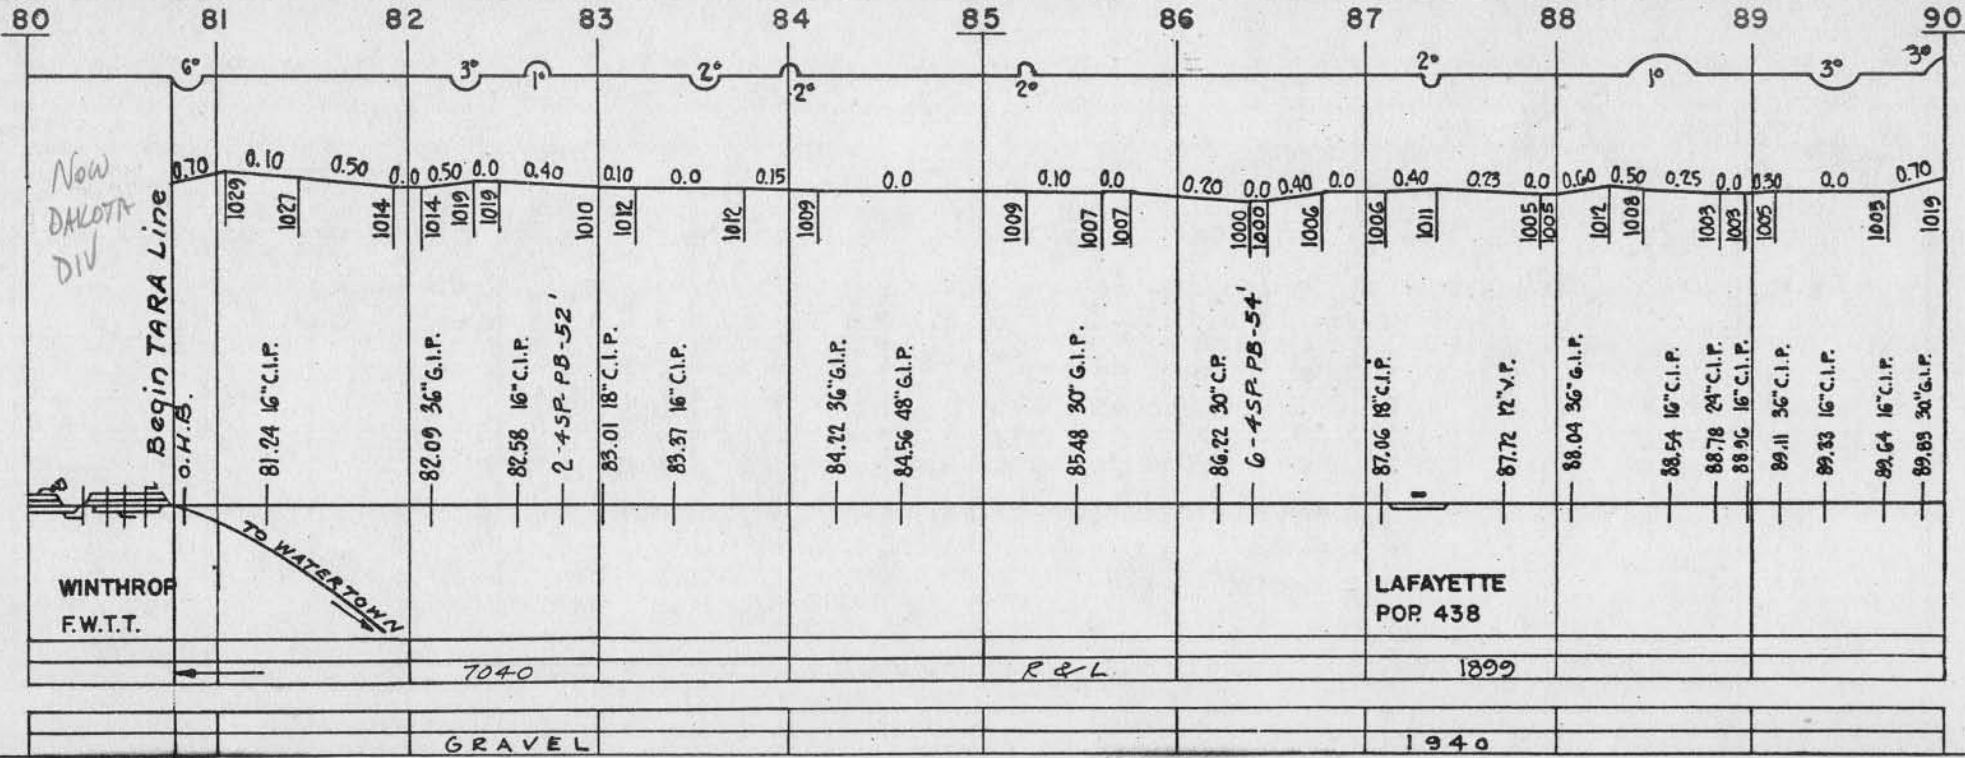 80 81 82 83 84 85 86 87 88 89 90
6° 3° 1° 2° 2° 2° 2° 1° 3° 3°
Now
DAKOTA
DIV
0.70 0.10 0.50 0.0 0.50 0.0 0.40 0.10 0.0 0.15 0.0 0.10 0.0 0.20 0.0 0.40 0.0 0.40 0.25 0.0 0.60 0.50 0.25 0.0 0.30 0.0 0.70
1029 1027 1014 1014 1019 1019 1010 1012 1012 1009 1009 1007 1007 1000 1000 1006 1006 1011 1005 1005 1012 1008 1003 1003 1005 1003 1019
Begin TARA Line
O.H.B.
81.24 16" C.I.P.
82.09 36" G.I.P.
82.58 16" C.I.P.
2-4SP. PB-52'
83.01 18" C.I.P.
83.37 16" C.I.P.
84.22 36" G.I.P.
84.56 48" G.I.P.
85.48 30" G.I.P.
86.22 30" C.P.
6-4SP. PB-54'
87.06 18" C.I.P.
87.72 12" V.P.
88.04 36" G.I.P.
88.54 16" C.I.P.
88.78 24" C.I.P.
88.96 16" C.I.P.
89.11 36" C.I.P.
89.33 16" C.I.P.
89.64 16" C.I.P.
89.89 30" G.I.P.
TO WATERTOWN
WINTHROP
F.W.T.T.
LAFAYETTE
POP. 438
7040 R & L 1899
GRAVEL 1940